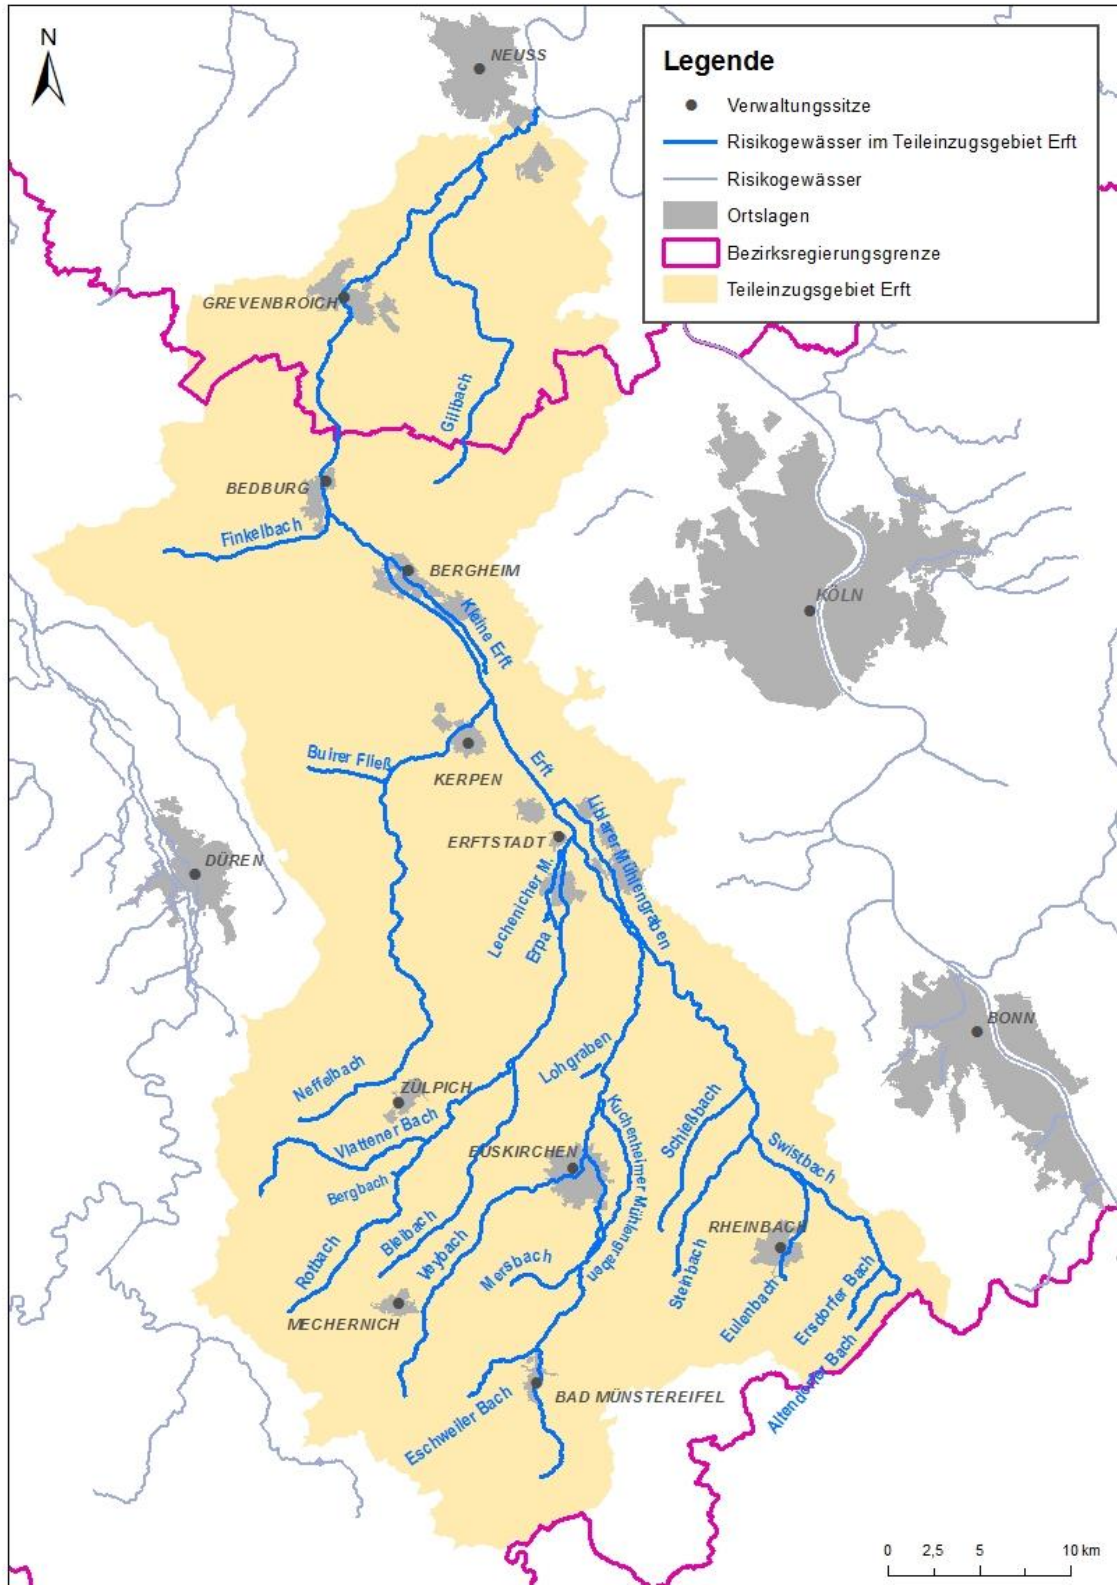 N
NEUSS
Legende
Verwaltungssitze
Risikogewässer im Teileinzugsgebiet Erft
Risikogewässer
Ortslagen
Bezirksregierungsgrenze
Teileinzugsgebiet Erft
GREVENBROICH
Gillbach
BEDBURG
Finkelbach
BERGHEIM
Kleine Erft
KÖLN
Buirer Fließ
KERPEN
Erft
Liblarer Mühlengraben
ERFTSTADT
DÜREN
Lechenicher M.
Erpa
BONN
Lohgraben
Neffelbach
ZÜLPICH
Vlattener Bach
Kuchenheimer Mühlengraben
Schießbach
EUSKIRCHEN
Swistbach
Bergbach
Bleibach
RHEINBACH
Rotbach
Veybach
Mersbach
Steinbach
Eulenbach
Ersdorfer Bach
MECHERNICH
Altendorfer Bach
BAD MÜNSTEREIFEL
Eschweiler Bach
0 2,5 5 10 km